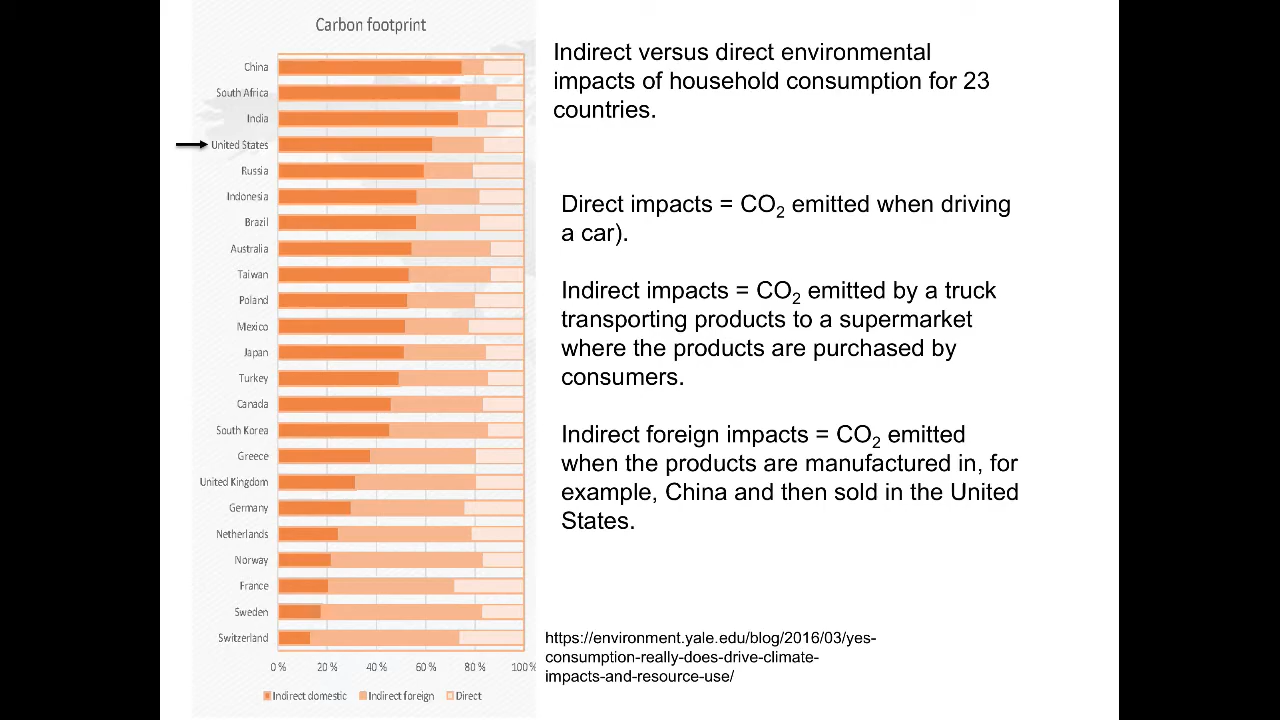 Carbon footprint
China
South Africa
India
United States
Russia
Indonesia
Brazil
Australia
Taiwan
Poland
Mexico
Japan
Turkey
Canada
South Korea
Greece
United Kingdom
Germany
Netherlands
Norway
France
Sweden
Switzerland
0 % 20 % 40 % 60 % 80 % 100 %
Indirect domestic Indirect foreign Direct
Indirect versus direct environmental
impacts of household consumption for 23
countries.
Direct impacts = CO₂ emitted when driving
a car).
Indirect impacts = CO₂ emitted by a truck
transporting products to a supermarket
where the products are purchased by
consumers.
Indirect foreign impacts = CO₂ emitted
when the products are manufactured in, for
example, China and then sold in the United
States.
https://environment.yale.edu/blog/2016/03/yes-
consumption-really-does-drive-climate-
impacts-and-resource-use/